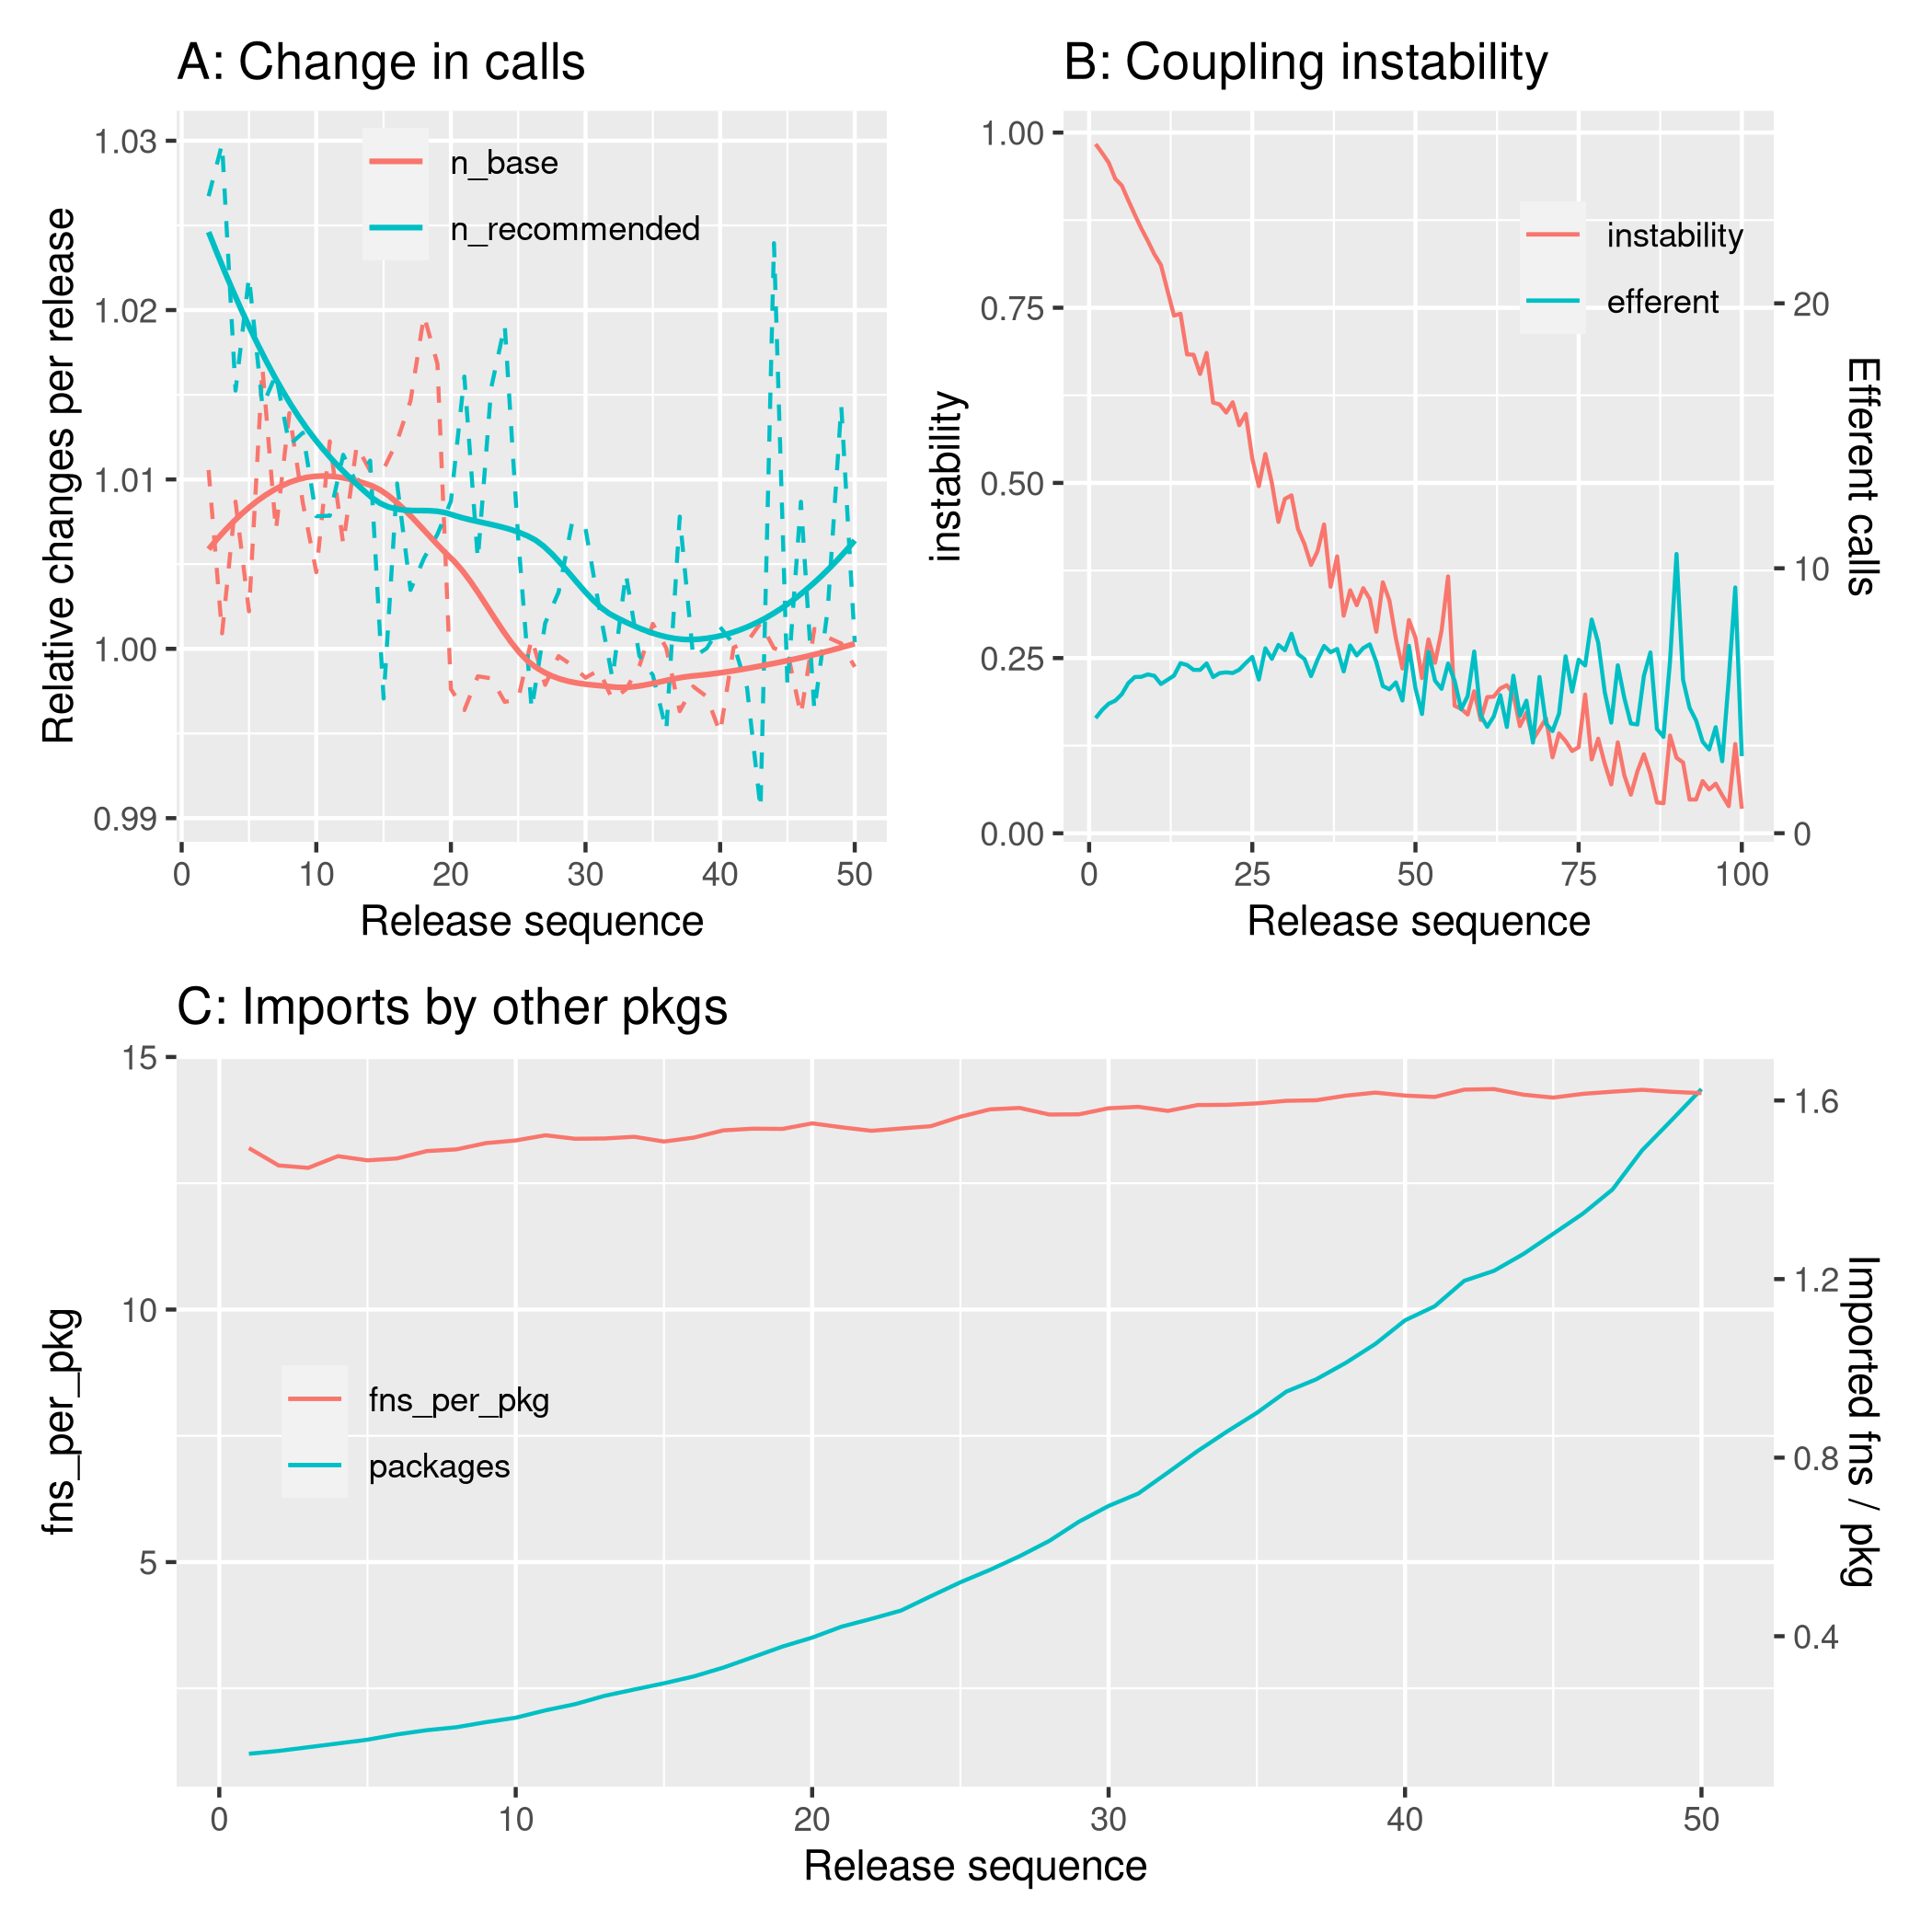 A: Change in calls
1.03
1.02
1.01
1.00
0.99
Relative changes per release
n_base
n_recommended
0 10 20 30 40 50
Release sequence
B: Coupling instability
1.00
0.75
0.50
0.25
0.00
instability
instability
efferent
20
10
0
Efferent calls
0 25 50 75 100
Release sequence
C: Imports by other pkgs
15
10
5
fns_per_pkg
fns_per_pkg
packages
1.6
1.2
0.8
0.4
Imported fns / pkg
0 10 20 30 40 50
Release sequence